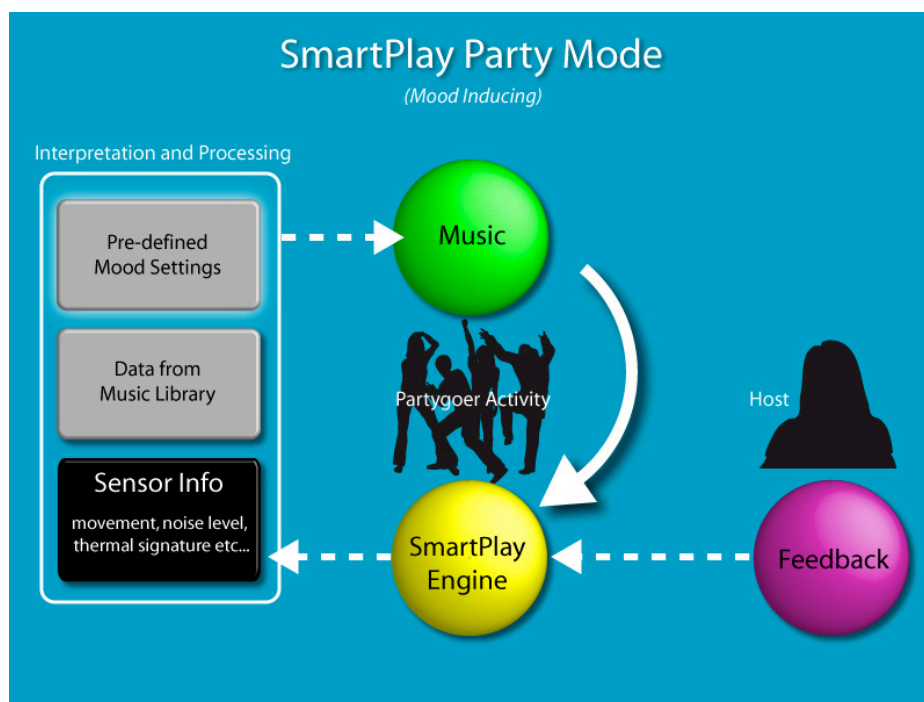 SmartPlay Party Mode
(Mood Inducing)
Interpretation and Processing
Pre-defined
Mood Settings
Music
Data from
Music Library
Partygoer Activity
Host
Sensor Info
movement, noise level,
thermal signature etc...
SmartPlay
Engine
Feedback